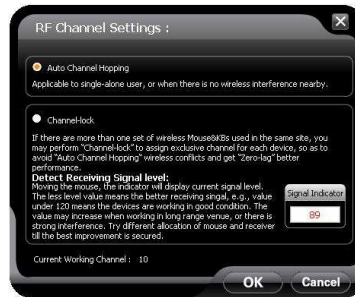 RF Channel Settings :
Auto Channel Hopping
Applicable to single-alone user, or when there is no wireless interference nearby.
Channel-lock
If there are more than one set of wireless Mouse&KBs used in the same site, you
may perform "Channel-lock" to assign exclusive channel for each device, so as to
avoid "Auto Channel Hopping" wireless conflicts and get "Zero-lag" better
performance.
Detect Receiving Signal level:
Moving the mouse, the indicator will display current signal level.
The less level value means the better receiving singal, e.g., value
under 120 means the devices are working in good condition. The
value may increase when working in long range venue, or there is
strong interference. Try different allocation of mouse and receiver
till the best improvement is secured.
Signal Indicator
89
Current Working Channel : 10
OK
Cancel